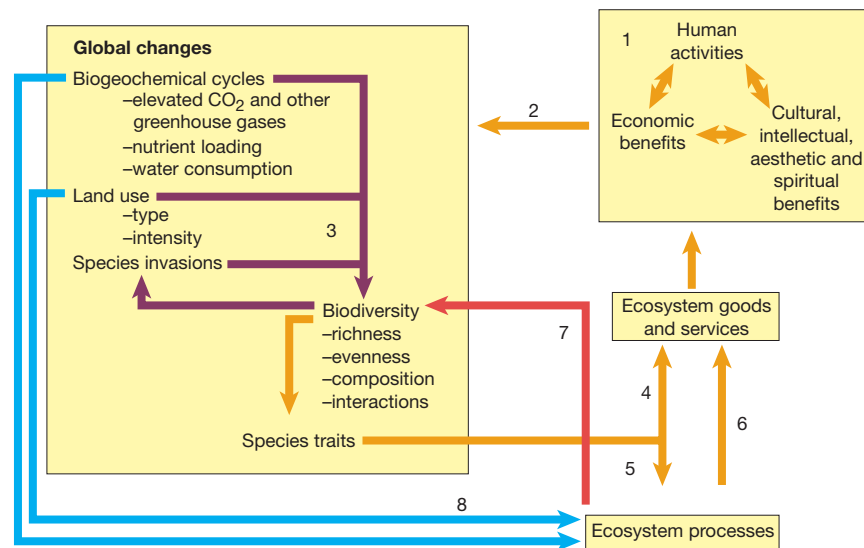 Global changes
Biogeochemical cycles
–elevated CO2 and other
greenhouse gases
–nutrient loading
–water consumption
Land use
–type
–intensity
Species invasions
3
Biodiversity
–richness
–evenness
–composition
–interactions
Species traits
2
1
Human
activities
Economic
benefits
Cultural,
intellectual,
aesthetic and
spiritual
benefits
Ecosystem goods
and services
7
4
6
5
8
Ecosystem processes